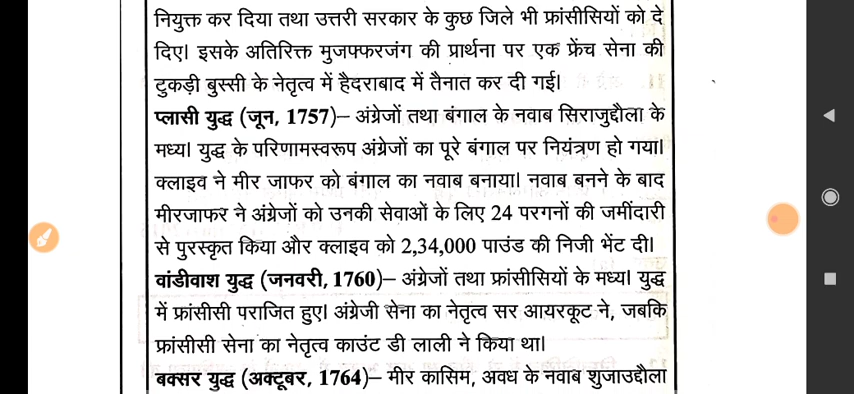 नियुक्त कर दिया तथा उत्तरी सरकार के कुछ जिले भी फ्रांसीसियों को दे
दिए। इसके अतिरिक्त मुजफ्फरजंग की प्रार्थना पर एक फ्रेंच सेना की
टुकड़ी बुस्सी के नेतृत्व में हैदराबाद में तैनात कर दी गई।
प्लासी युद्ध (जून, 1757)– अंग्रेजों तथा बंगाल के नवाब सिराजुद्दौला के
मध्य। युद्ध के परिणामस्वरूप अंग्रेजों का पूरे बंगाल पर नियंत्रण हो गया।
क्लाइव ने मीर जाफर को बंगाल का नवाब बनाया। नवाब बनने के बाद
मीरजाफर ने अंग्रेजों को उनकी सेवाओं के लिए 24 परगनों की जमींदारी
से पुरस्कृत किया और क्लाइव को 2,34,000 पाउंड की निजी भेंट दी।
वांडीवाश युद्ध (जनवरी, 1760)– अंग्रेजों तथा फ्रांसीसियों के मध्य। युद्ध
में फ्रांसीसी पराजित हुए। अंग्रेजी सेना का नेतृत्व सर आयरकूट ने, जबकि
फ्रांसीसी सेना का नेतृत्व काउंट डी लाली ने किया था।
बक्सर युद्ध (अक्टूबर, 1764)– मीर कासिम, अवध के नवाब शुजाउद्दौला